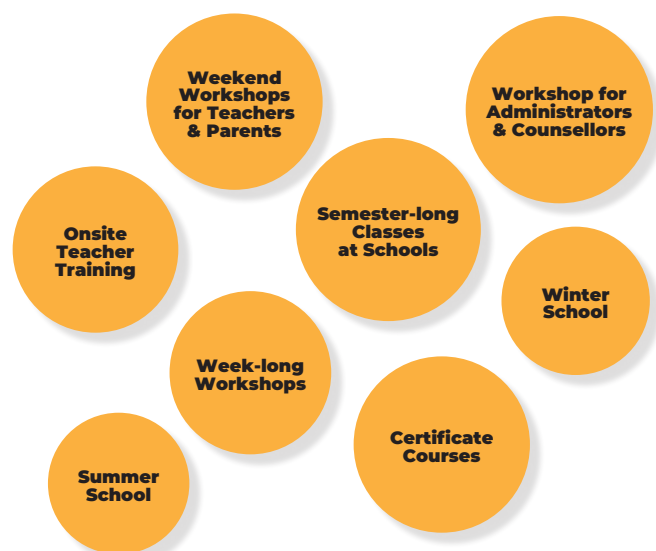 Weekend
Workshops
for Teachers
& Parents
Workshop for
Administrators
& Counsellors
Semester-long
Classes
at Schools
Onsite
Teacher
Training
Winter
School
Week-long
Workshops
Certificate
Courses
Summer
School